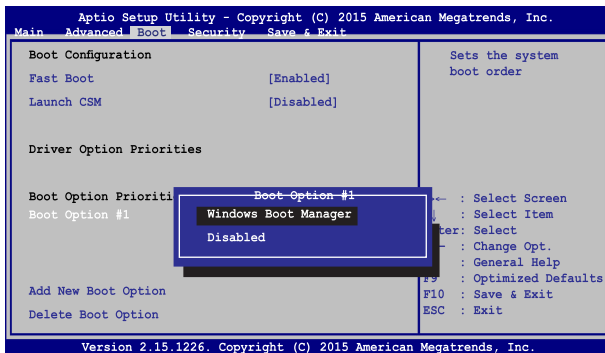 Aptio Setup Utility - Copyright (C) 2015 American Megatrends, Inc.
Main Advanced Boot Security Save & Exit
Boot Configuration
Fast Boot [Enabled]
Launch CSM [Disabled]
Driver Option Priorities
Boot Option Prioriti
Boot Option #1
Boot Option #1
Windows Boot Manager
Disabled
Add New Boot Option
Delete Boot Option
Sets the system
boot order
←  : Select Screen
: Select Item
ter: Select
– : Change Opt.
: General Help
F9 : Optimized Defaults
F10 : Save & Exit
ESC : Exit
Version 2.15.1226. Copyright (C) 2015 American Megatrends, Inc.